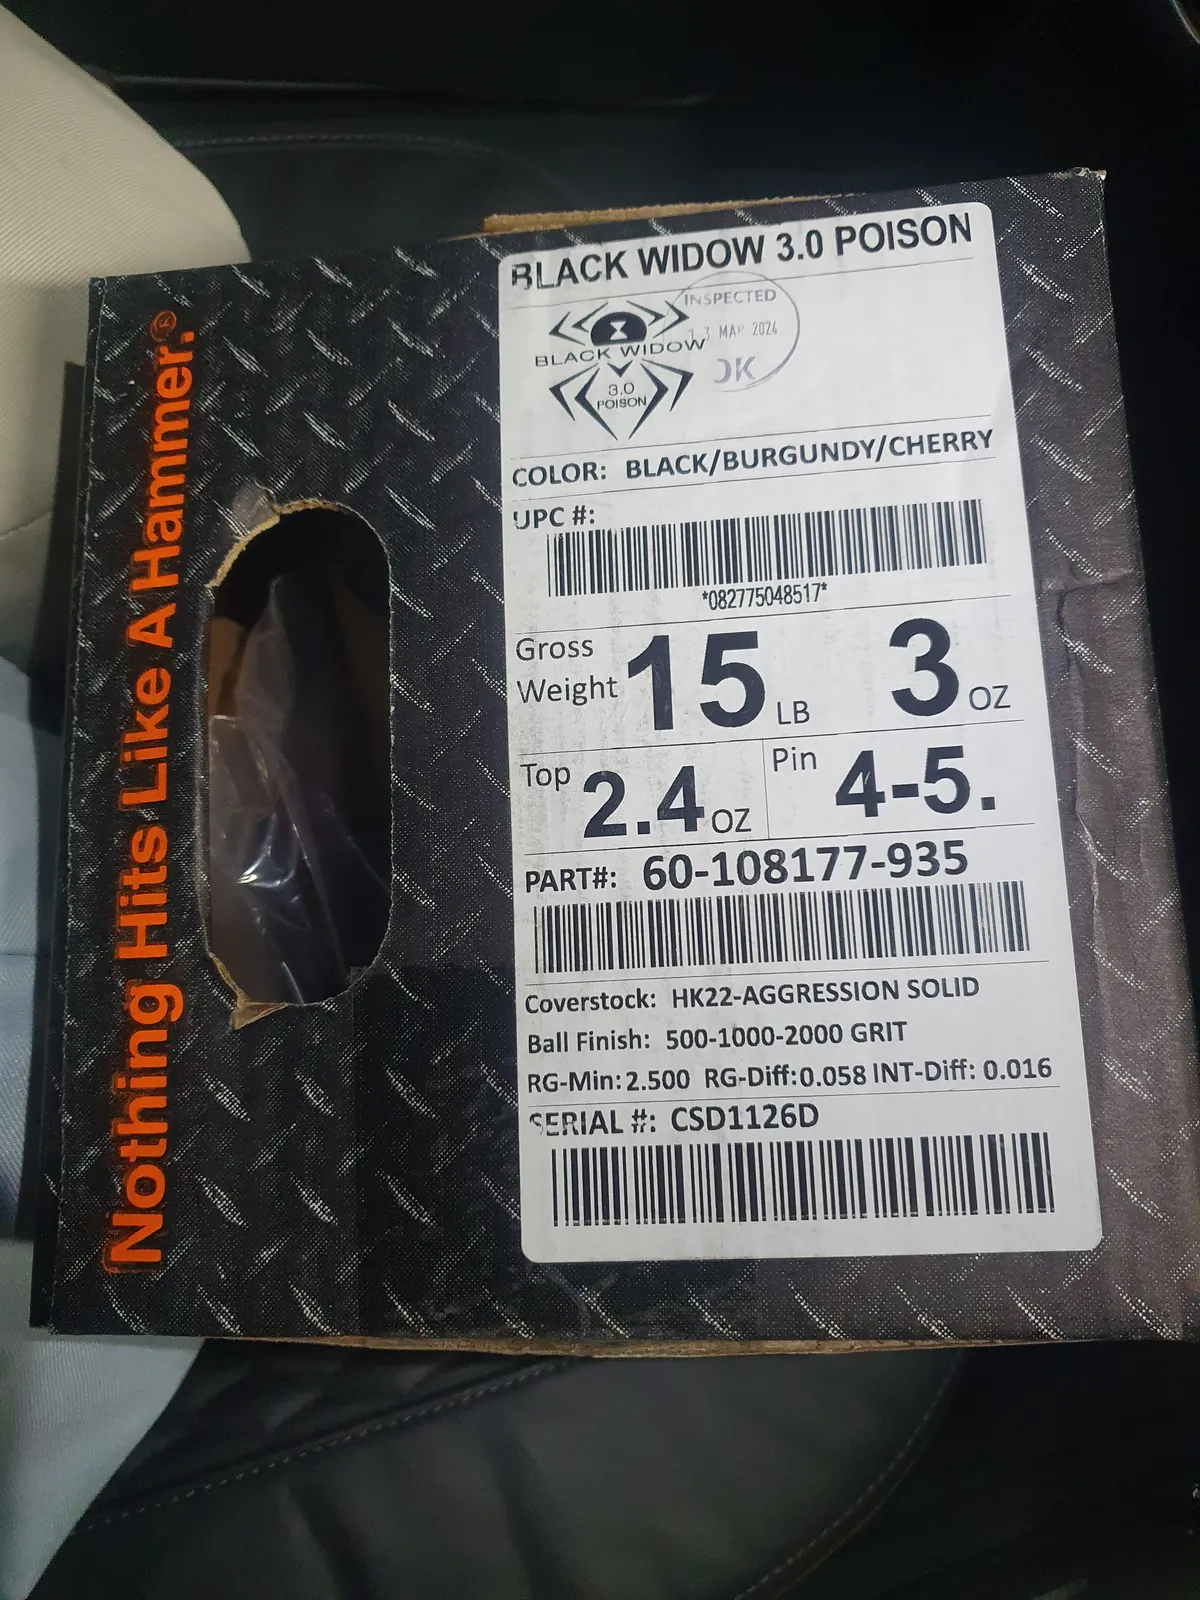 Nothing Hits Like A Hammer.®
BLACK WIDOW 3.0 POISON
INSPECTED
3 MAR 2024
OK
BLACK WIDOW
3.0
POISON
COLOR: BLACK/BURGUNDY/CHERRY
UPC #:
*082775048517*
Gross Weight 15 LB 3 OZ
Top 2.4 OZ Pin 4-5.
PART#: 60-108177-935
Coverstock: HK22-AGGRESSION SOLID
Ball Finish: 500-1000-2000 GRIT
RG-Min: 2.500 RG-Diff: 0.058 INT-Diff: 0.016
SERIAL #: CSD1126D